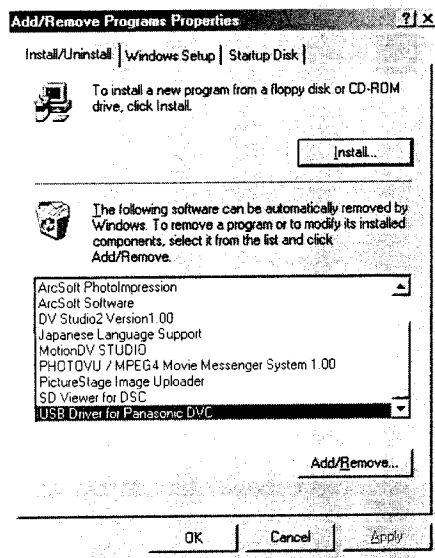 Add/Remove Programs Properties
? ×
Install/Uninstall Windows Setup Startup Disk
To install a new program from a floppy disk or CD-ROM
drive, click Install.
Install...
The following software can be automatically removed by
Windows. To remove a program or to modify its installed
components, select it from the list and click
Add/Remove.
ArcSoft PhotoImpression
ArcSoft Software
DV Studio2 Version1.00
Japanese Language Support
MotionDV STUDIO
PHOTOVU / MPEG4 Movie Messenger System 1.00
PictureStage Image Uploader
SD Viewer for DSC
USB Driver for Panasonic DVC
Add/Remove...
OK Cancel Apply